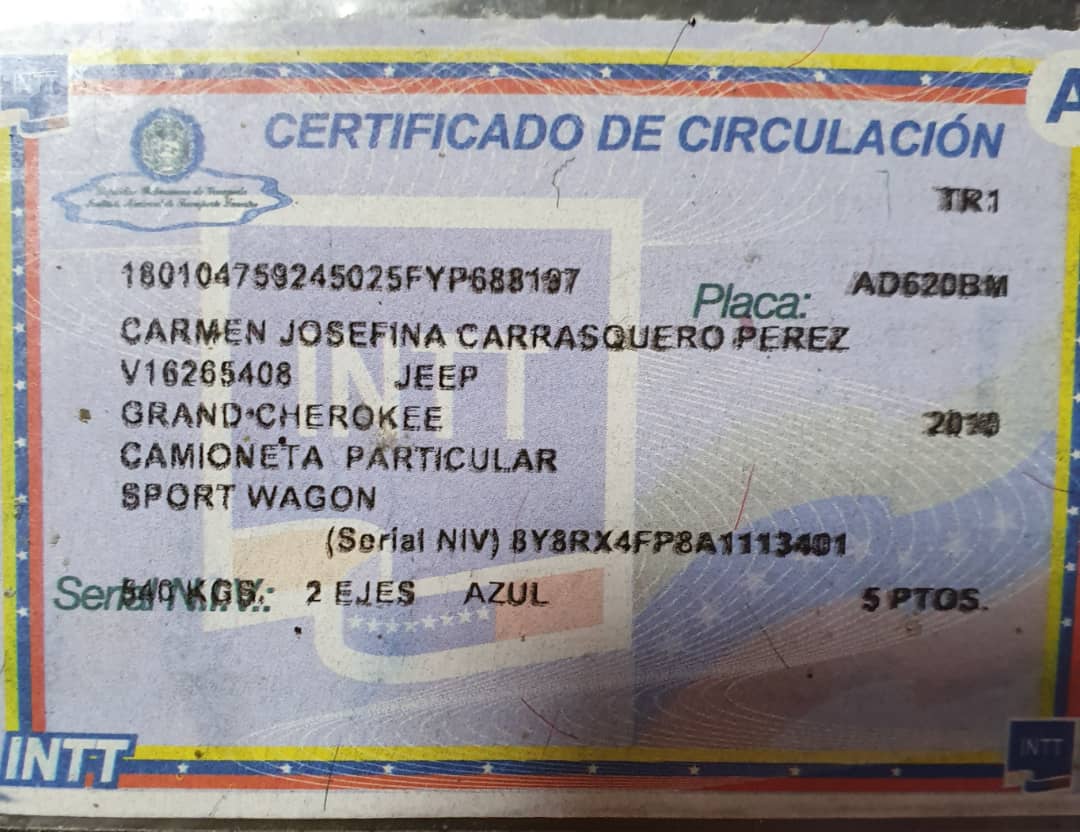 INTT
A
CERTIFICADO DE CIRCULACIÓN
República Bolivariana de Venezuela
Instituto Nacional de Transporte Terrestre
TR1
180104759245025FYP688197
Placa: AD620BM
CARMEN JOSEFINA CARRASQUERO PEREZ
V16265408 JEEP
GRAND CHEROKEE 2010
CAMIONETA PARTICULAR
SPORT WAGON
INTT
(Serial NIV) 8Y8RX4FP8A1113401
Serial N.I.V.: 540 KGS. 2 EJES AZUL 5 PTOS.
INTT
INTT